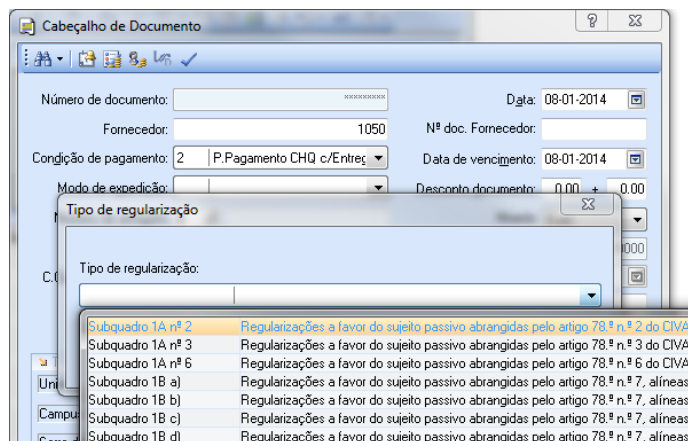 Cabeçalho de Documento
Número de documento: xxxxxxxxx Data: 08-01-2014
Fornecedor: 1050 Nº doc. Fornecedor:
Condição de pagamento: 2 P.Pagamento CHQ c/Entreg Data de vencimento: 08-01-2014
Modo de expedição: Desconto documento: 0.00 + 0.00
Tipo de regularização
0000
C.
Tipo de regularização:
Subquadro 1A nº 2 Regularizações a favor do sujeito passivo abrangidas pelo artigo 78.º n.º 2 do CIVA
Subquadro 1A nº 3 Regularizações a favor do sujeito passivo abrangidas pelo artigo 78.º n.º 3 do CIVA
Subquadro 1A nº 6 Regularizações a favor do sujeito passivo abrangidas pelo artigo 78.º n.º 6 do CIVA
Uni Subquadro 1B a) Regularizações a favor do sujeito passivo abrangidas pelo artigo 78.º n.º 7, alíneas
Subquadro 1B b) Regularizações a favor do sujeito passivo abrangidas pelo artigo 78.º n.º 7, alíneas
Campu Subquadro 1B c) Regularizações a favor do sujeito passivo abrangidas pelo artigo 78.º n.º 7, alíneas
Subquadro 1B d) Regularizações a favor do sujeito passivo abrangidas pelo artigo 78.º n.º 7, alíneas